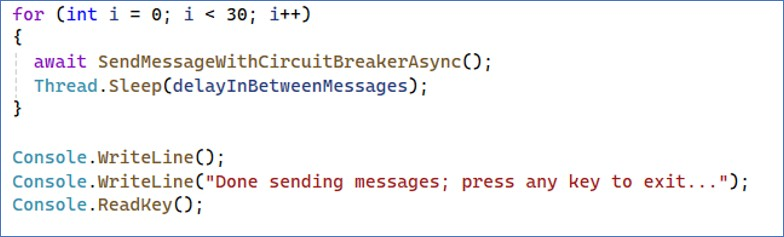 for (int i = 0; i < 30; i++)
{
  await SendMessageWithCircuitBreakerAsync();
  Thread.Sleep(delayInBetweenMessages);
}

Console.WriteLine();
Console.WriteLine("Done sending messages; press any key to exit...");
Console.ReadKey();